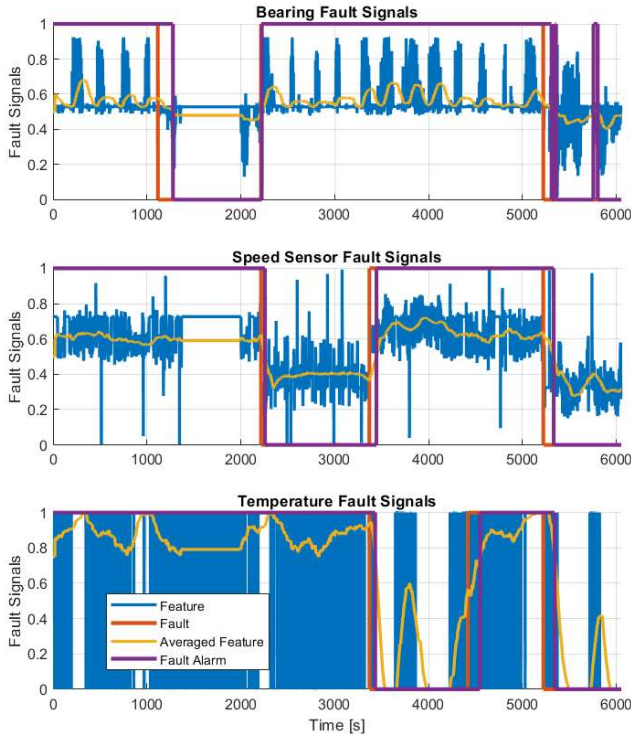 Bearing Fault Signals
1
0.8
0.6
0.4
0.2
0
Fault Signals
0 1000 2000 3000 4000 5000 6000
Speed Sensor Fault Signals
1
0.8
0.6
0.4
0.2
0
Fault Signals
0 1000 2000 3000 4000 5000 6000
Temperature Fault Signals
1
0.8
0.6
0.4
0.2
0
Fault Signals
Feature
Fault
Averaged Feature
Fault Alarm
0 1000 2000 3000 4000 5000 6000
Time [s]